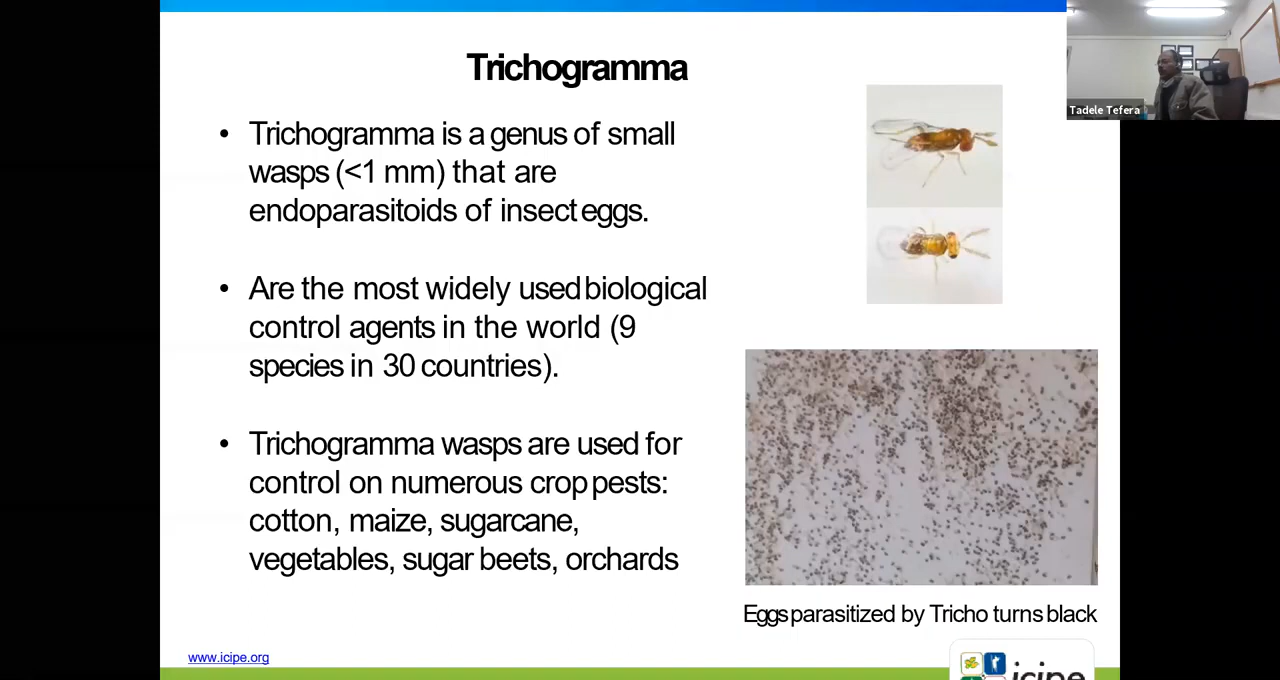 Trichogramma
Tadele Tefera
• Trichogramma is a genus of small
wasps (<1 mm) that are
endoparasitoids of insect eggs.
• Are the most widely used biological
control agents in the world (9
species in 30 countries).
• Trichogramma wasps are used for
control on numerous crop pests:
cotton, maize, sugarcane,
vegetables, sugar beets, orchards
Eggs parasitized by Tricho turns black
www.icipe.org
icipe